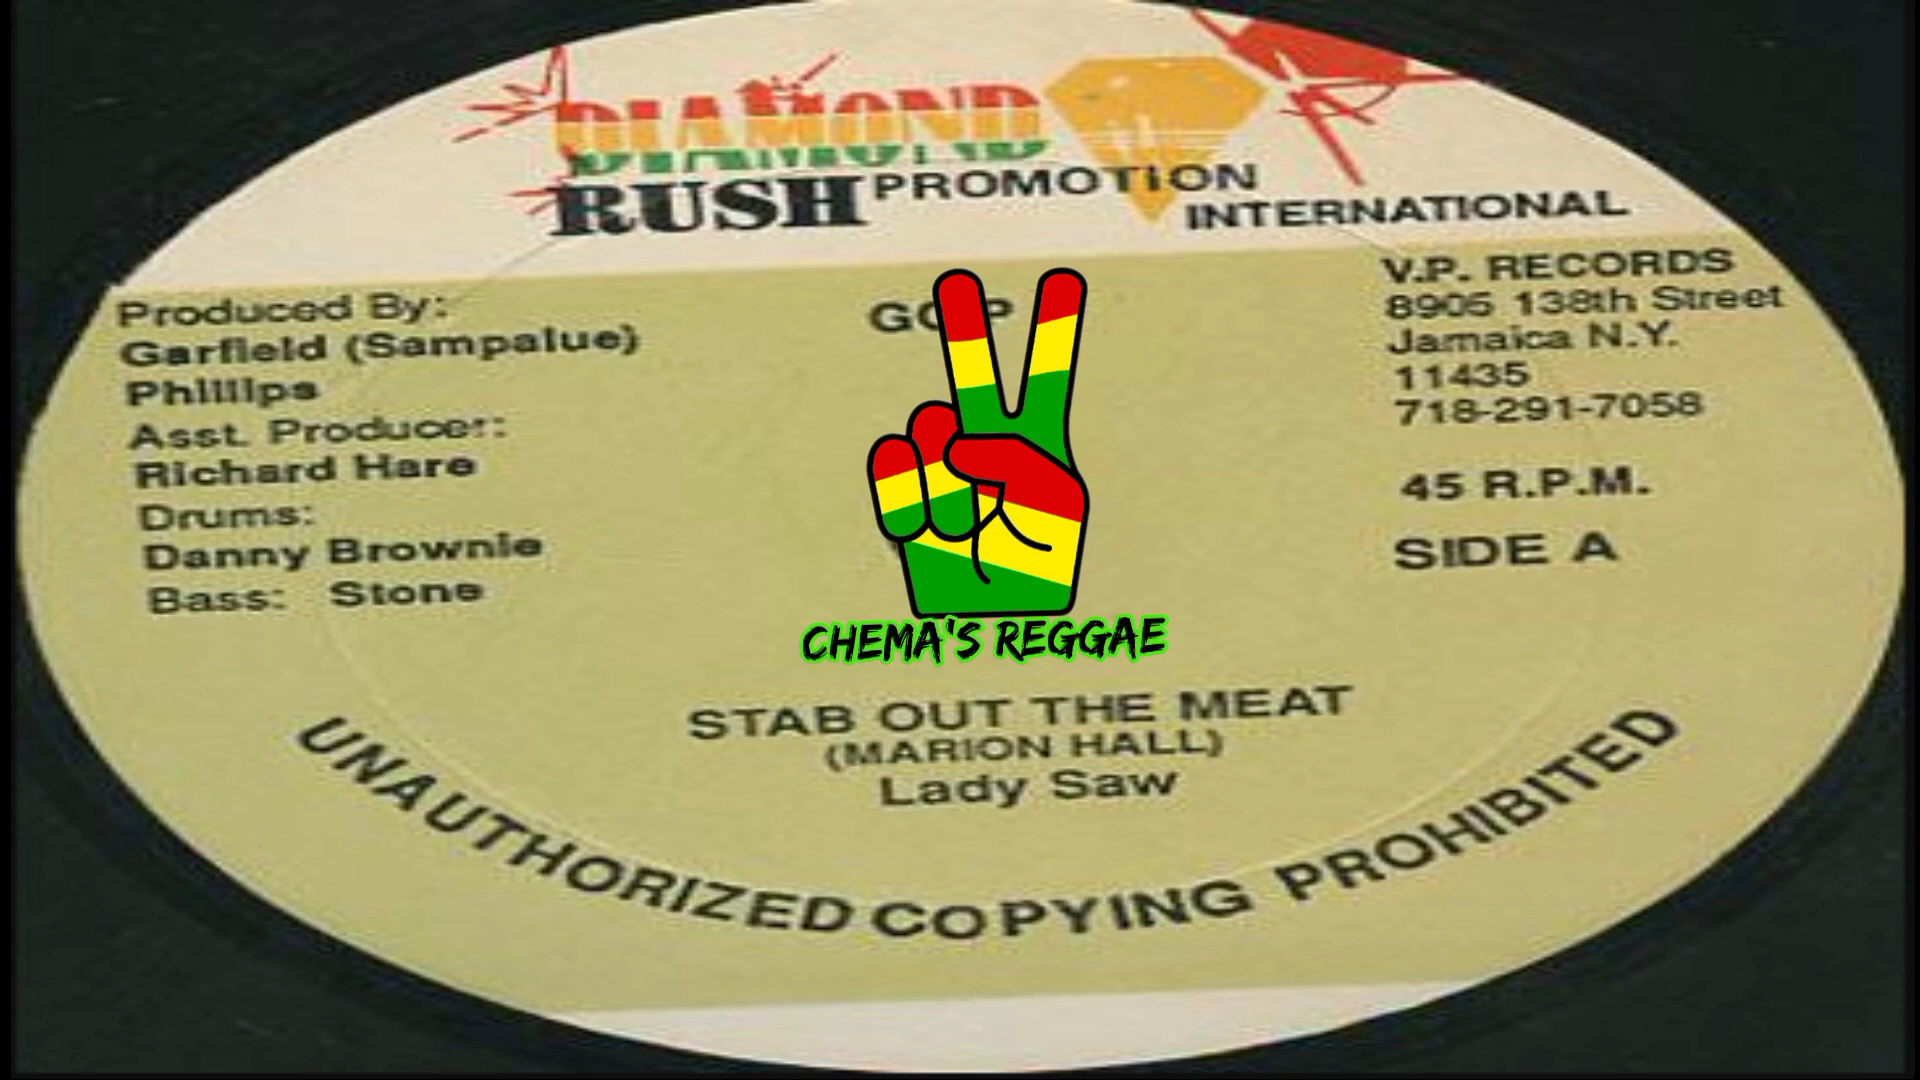 DIAMOND
RUSH PROMOTION
INTERNATIONAL
Produced By:
Garfield (Sampalue)
Phillips
Asst. Producer:
Richard Hare
Drums:
Danny Brownie
Bass: Stone
V.P. RECORDS
8905 138th Street
Jamaica N.Y.
11435
718-291-7058
45 R.P.M.
SIDE A
CHEMA'S REGGAE
STAB OUT THE MEAT
(MARION HALL)
Lady Saw
UNAUTHORIZED COPYING PROHIBITED